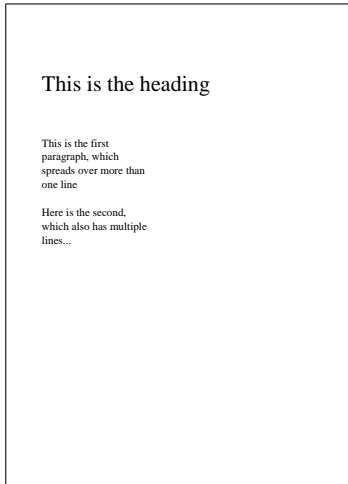 This is the heading
This is the first
paragraph, which
spreads over more than
one line
Here is the second,
which also has multiple
lines...